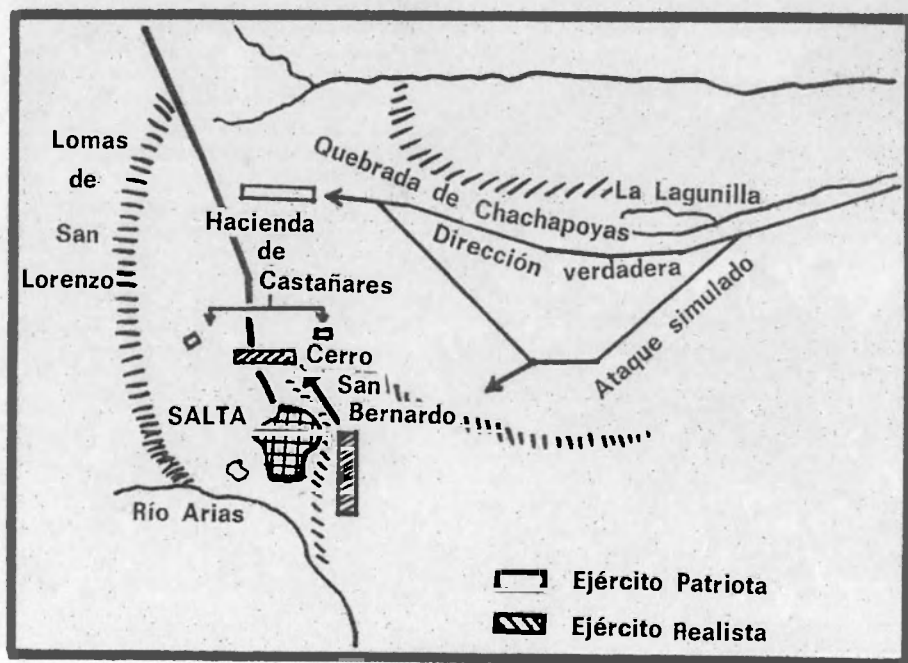 Lomas
de
San
Lorenzo
Quebrada de Chachapoyas
La Lagunilla
Hacienda
de
Castañares
Dirección verdadera
Ataque simulado
Cerro
San
Bernardo
SALTA
Río Arias
Ejército Patriota
Ejército Realista